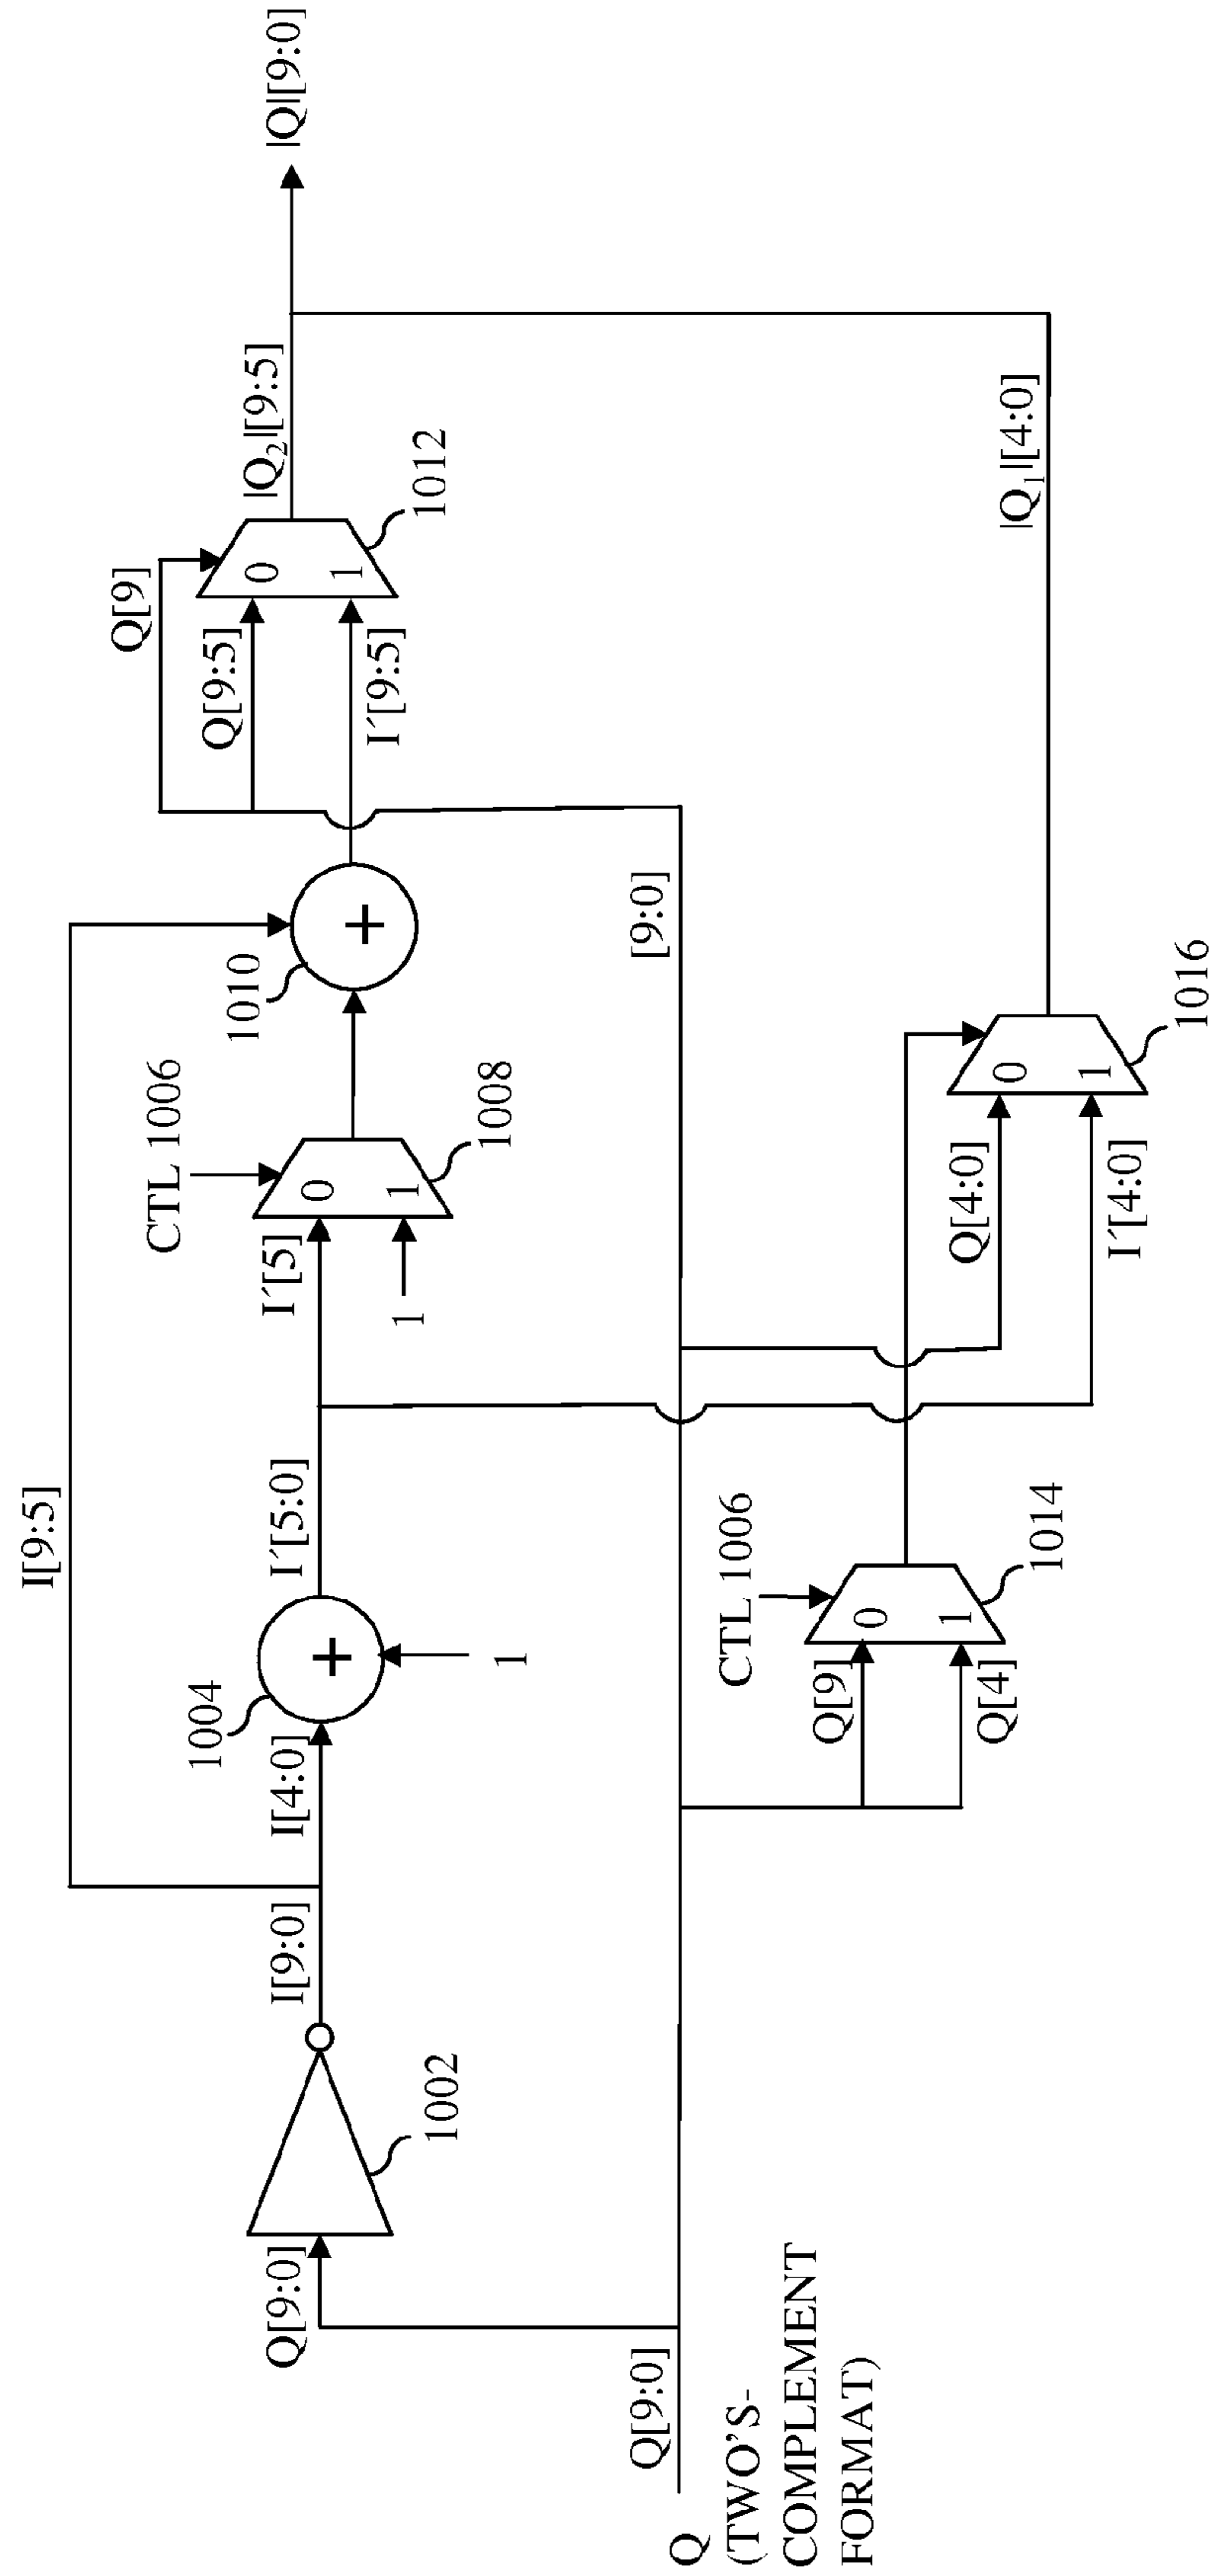 I[9:5]
Q[9:0]
1002
I[9:0]
I[4:0]
1004
1
I´[5:0]
I´[5]
1
CTL 1006
0
1
1008
1010
Q[9]
Q[9:5]
I´[9:5]
0
1
1012
|Q2|[9:5]
|Q|[9:0]
Q
(TWO'S-
COMPLEMENT
FORMAT)
Q[9:0]
[9:0]
Q[9]
Q[4]
CTL 1006
0
1
1014
Q[4:0]
I´[4:0]
0
1
1016
|Q1|[4:0]
+
+